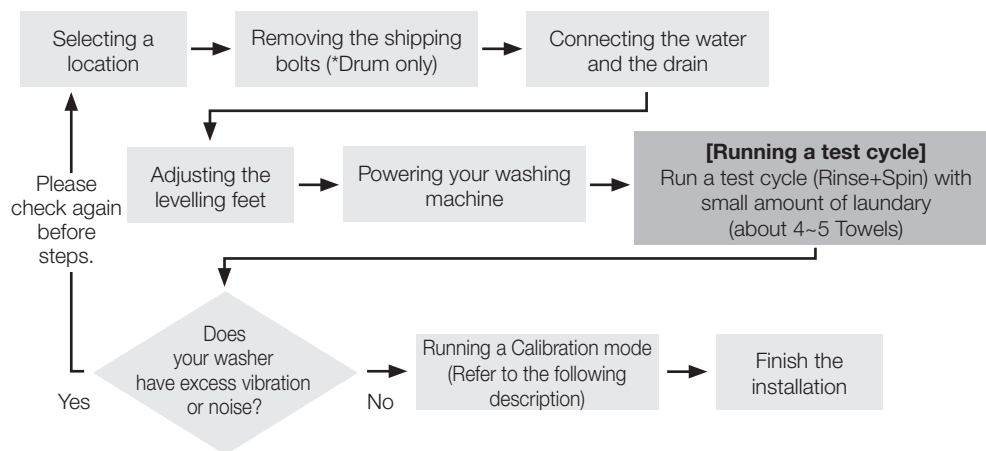 Selecting a
location
Removing the shipping
bolts (*Drum only)
Connecting the water
and the drain
Adjusting the
levelling feet
Powering your washing
machine
[Running a test cycle]
Run a test cycle (Rinse+Spin) with
small amount of laundary
(about 4~5 Towels)
Please
check again
before
steps.
Does
your washer
have excess vibration
or noise?
Yes
No
Running a Calibration mode
(Refer to the following
description)
Finish the
installation